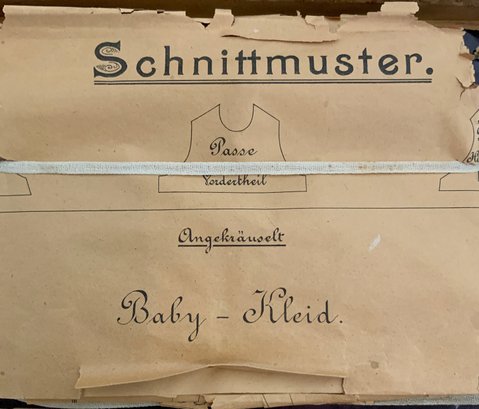 Schnittmuster.
Passe
Vordertheil
Angekräuselt
Baby - Kleid.